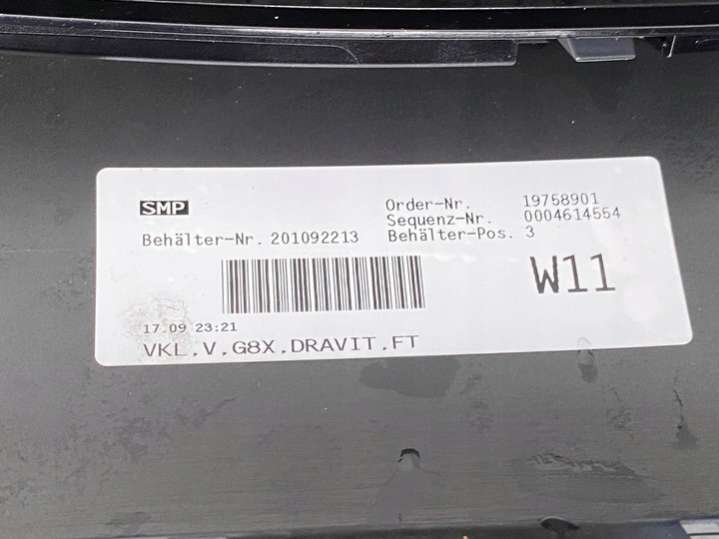 SMP
Order-Nr. 19758901
Sequenz-Nr. 0004614554
Behälter-Nr. 201092213 Behälter-Pos. 3
W11
17.09 23:21
VKL.V.G8X.DRAVIT.FT